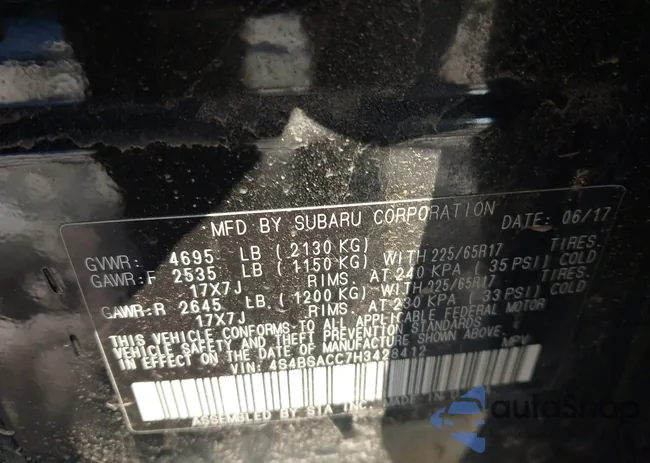 MFD BY SUBARU CORPORATION DATE: 06/17
GVWR: 4695 LB (2130 KG) TIRES.
GAWR:F 2535 LB (1150 KG) WITH 225/65R17
17X7J RIMS. AT 240 KPA (35 PSI) COLD
GAWR:R 2645 LB (1200 KG) WITH 225/65R17 TIRES.
17X7J RIMS. AT 230 KPA (33 PSI) COLD
THIS VEHICLE CONFORMS TO ALL APPLICABLE FEDERAL MOTOR
VEHICLE SAFETY AND THEFT PREVENTION STANDARDS
IN EFFECT ON THE DATE OF MANUFACTURE SHOWN ABOVE.
VIN: 4S4BSACC7H3428412 MPV
ASSEMBLED BY SIA INC. MADE IN
autoSnap